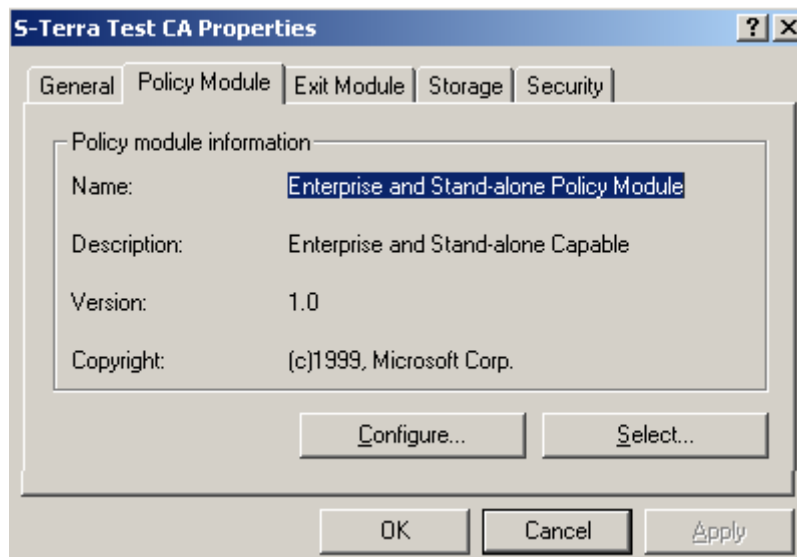 S-Terra Test CA Properties
General Policy Module Exit Module Storage Security
Policy module information
Name: Enterprise and Stand-alone Policy Module
Description: Enterprise and Stand-alone Capable
Version: 1.0
Copyright: (c)1999, Microsoft Corp.
Configure... Select...
OK Cancel Apply